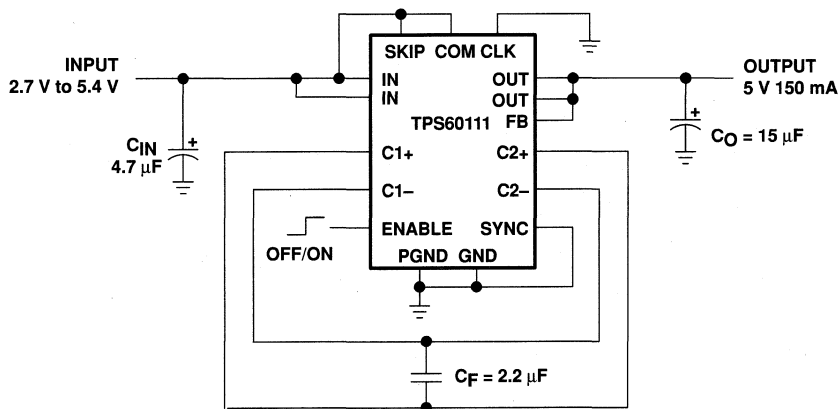 SKIP COM CLK
INPUT
2.7 V to 5.4 V
IN
IN
OUT
OUT
FB
TPS60111
OUTPUT
5 V 150 mA
CIN
4.7 µF
+
+
CO = 15 µF
C1+
C2+
C1–
C2–
ENABLE
SYNC
OFF/ON
PGND GND
CF = 2.2 µF